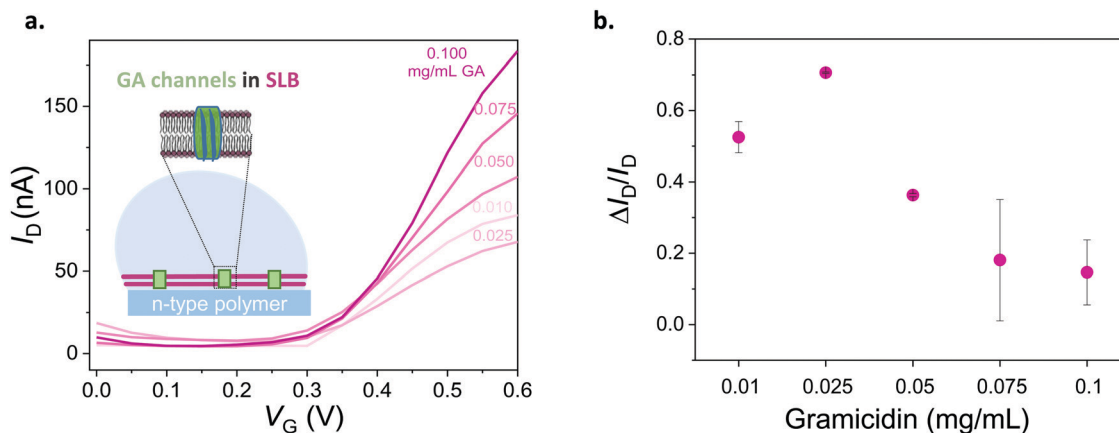 a.
0.100
mg/mL GA
GA channels in SLB
0.075
0.050
0.010
0.025
n-type polymer
150
100
50
0
I_D (nA)
0.0 0.1 0.2 0.3 0.4 0.5 0.6
V_G (V)
b.
0.8
0.6
0.4
0.2
0.0
ΔI_D/I_D
0.01 0.025 0.05 0.075 0.1
Gramicidin (mg/mL)